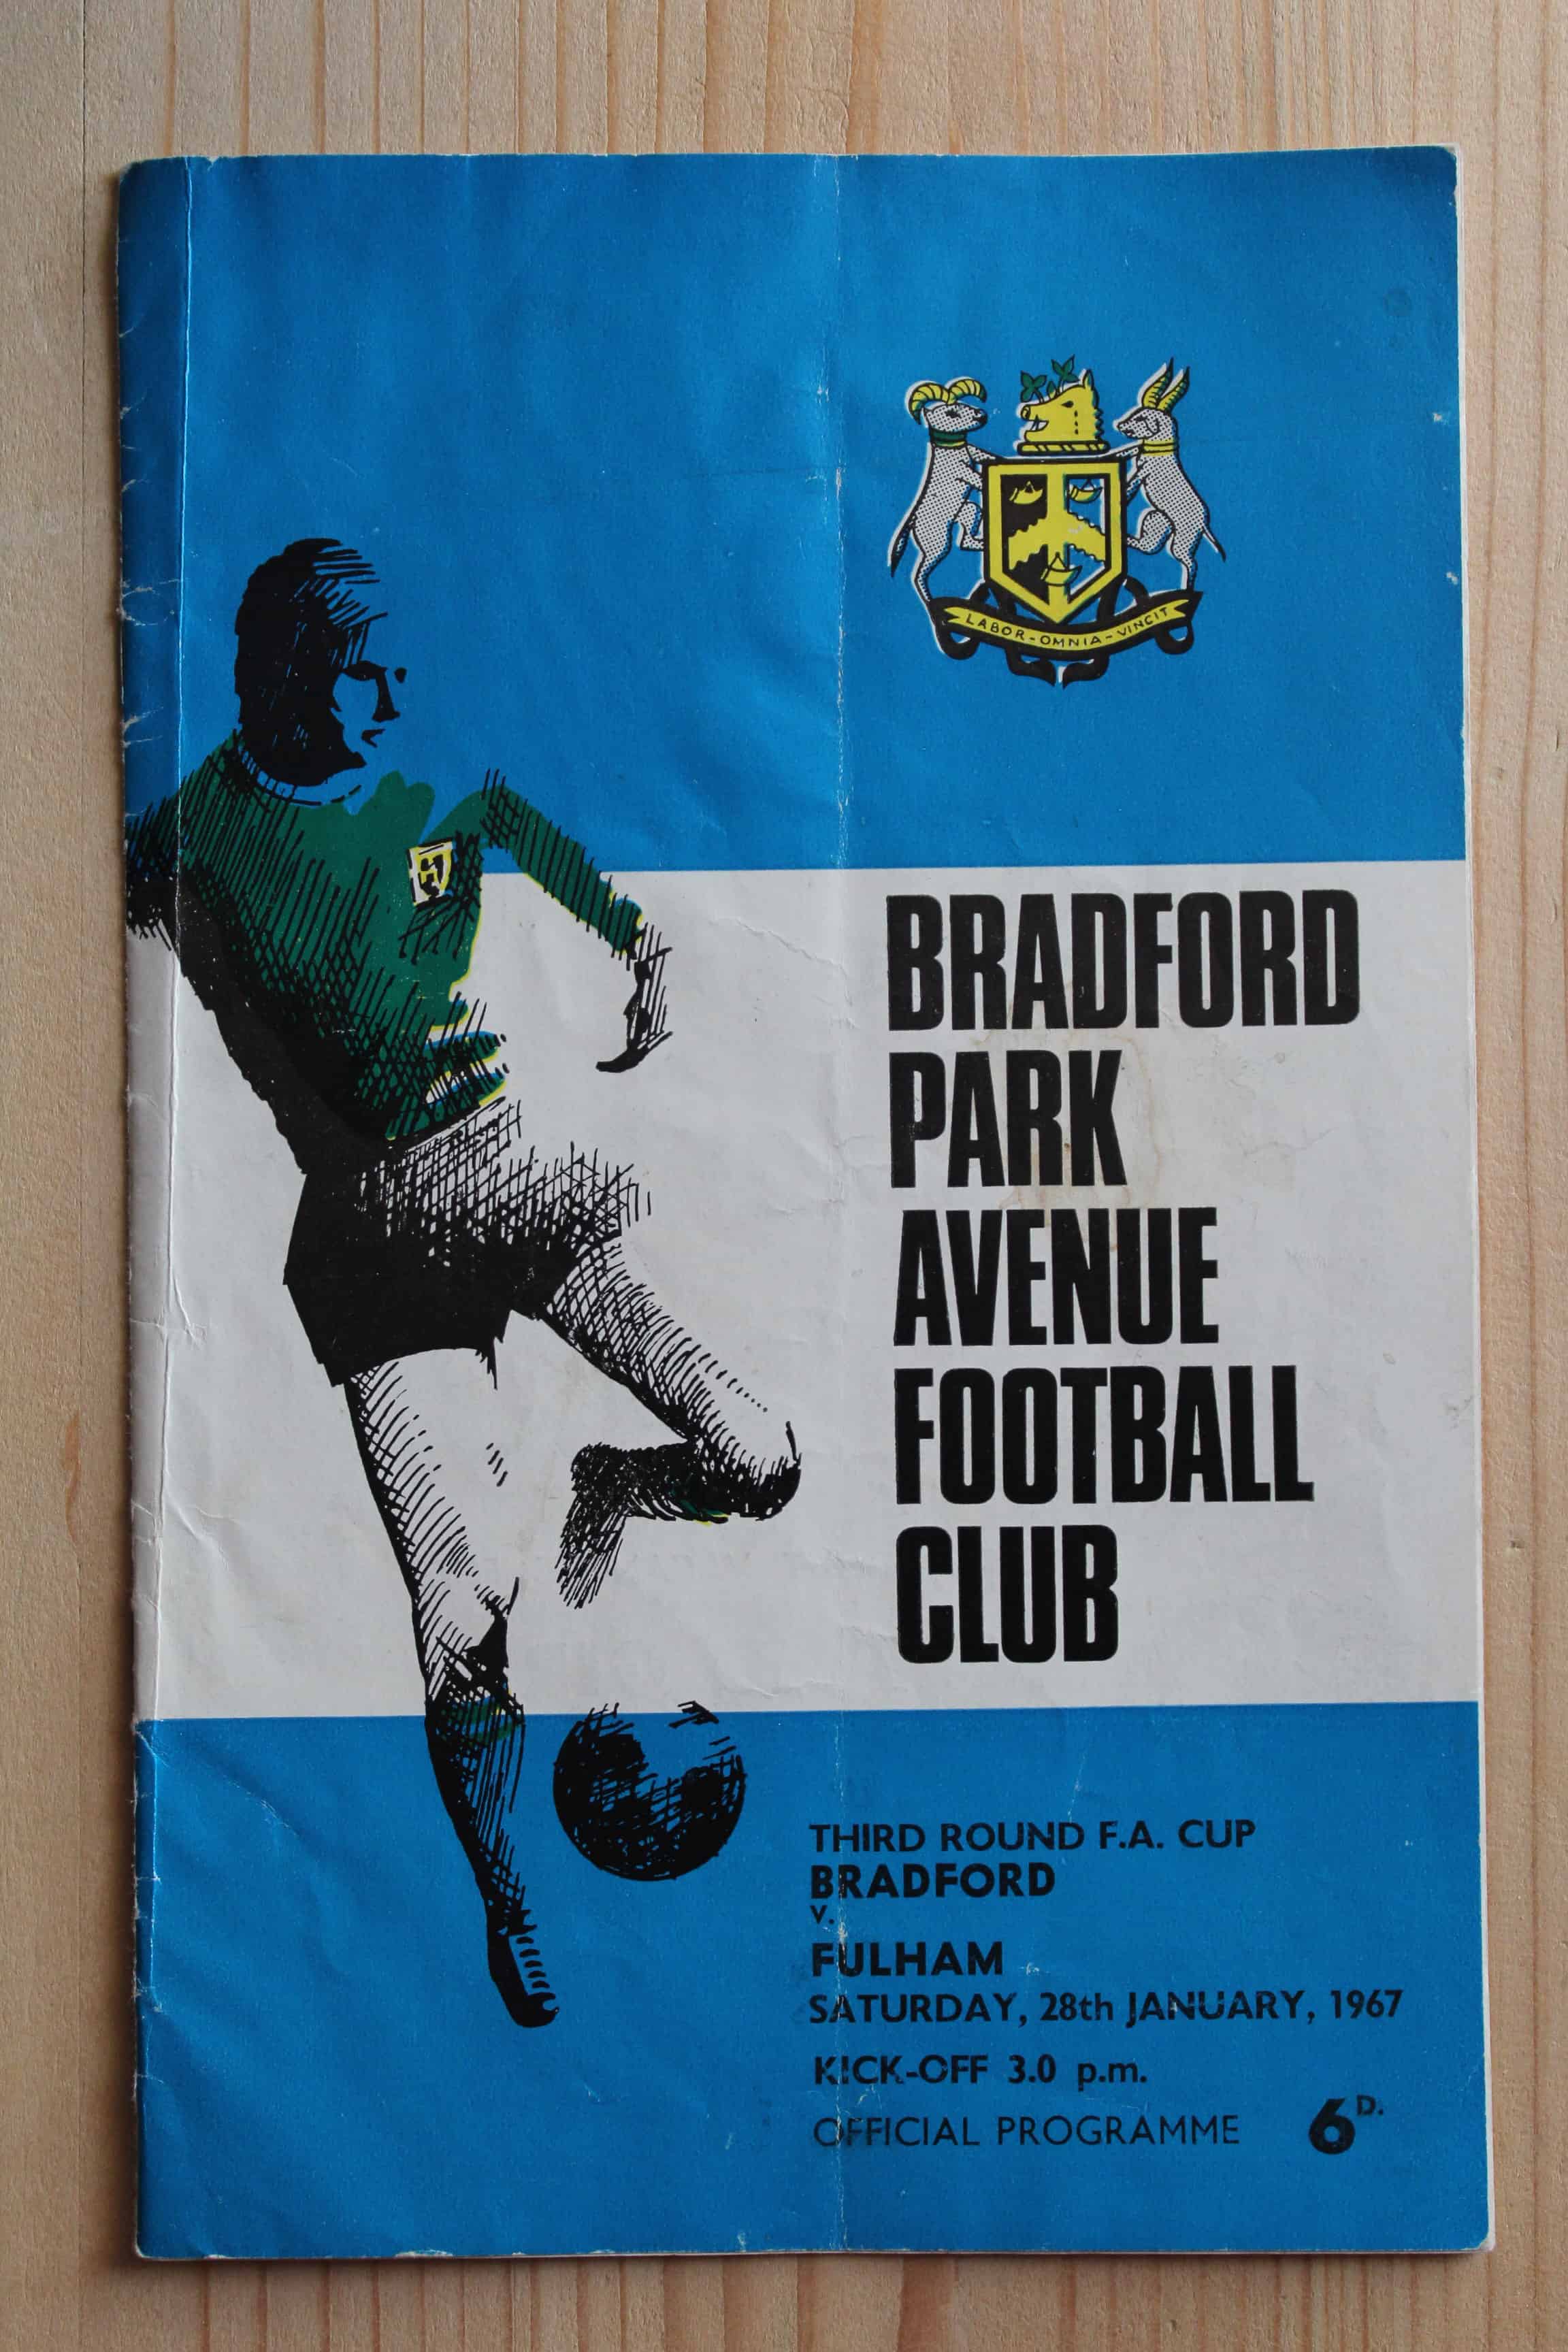 LABOR-OMNIA-VINCIT
BRADFORD
PARK
AVENUE
FOOTBALL
CLUB
THIRD ROUND F.A. CUP
BRADFORD
V.
FULHAM
SATURDAY, 28th JANUARY, 1967
KICK-OFF 3.0 p.m.
OFFICIAL PROGRAMME 6D.